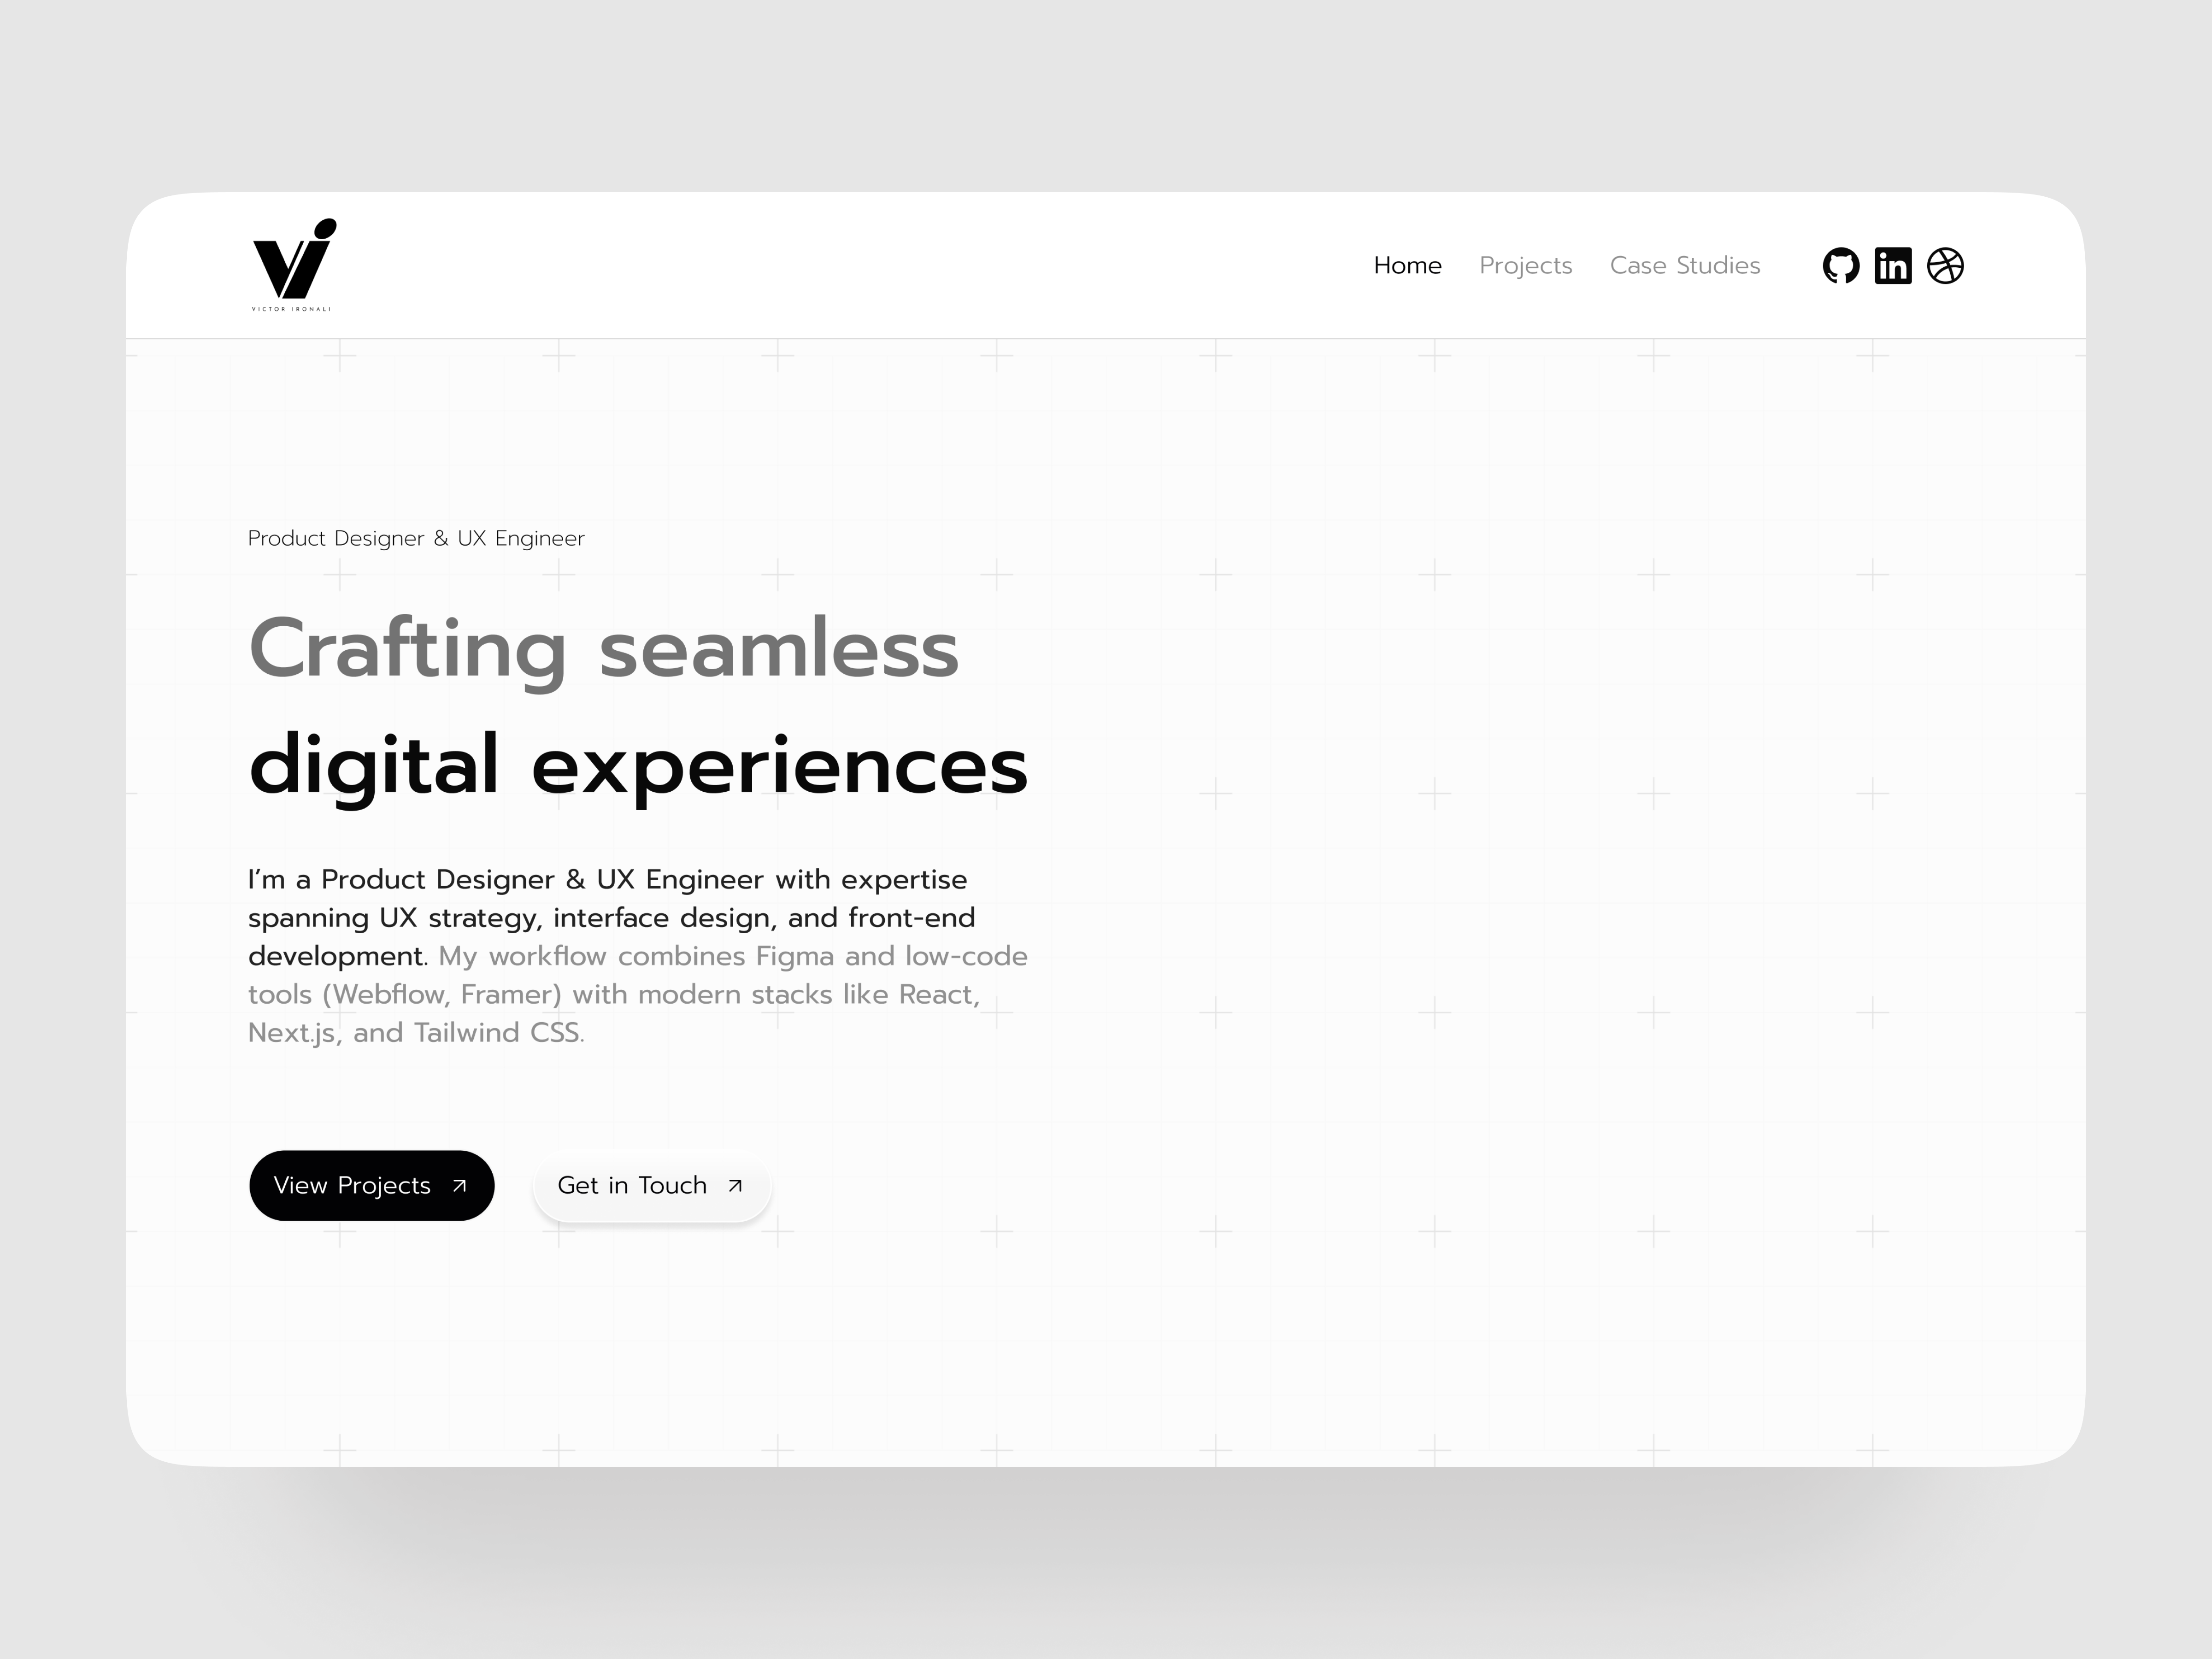 Vi
VICTOR IRONALI
Home Projects Case Studies
in
Product Designer & UX Engineer
Crafting seamless
digital experiences
I’m a Product Designer & UX Engineer with expertise
spanning UX strategy, interface design, and front-end
development. My workflow combines Figma and low-code
tools (Webflow, Framer) with modern stacks like React,
Next.js, and Tailwind CSS.
View Projects
Get in Touch